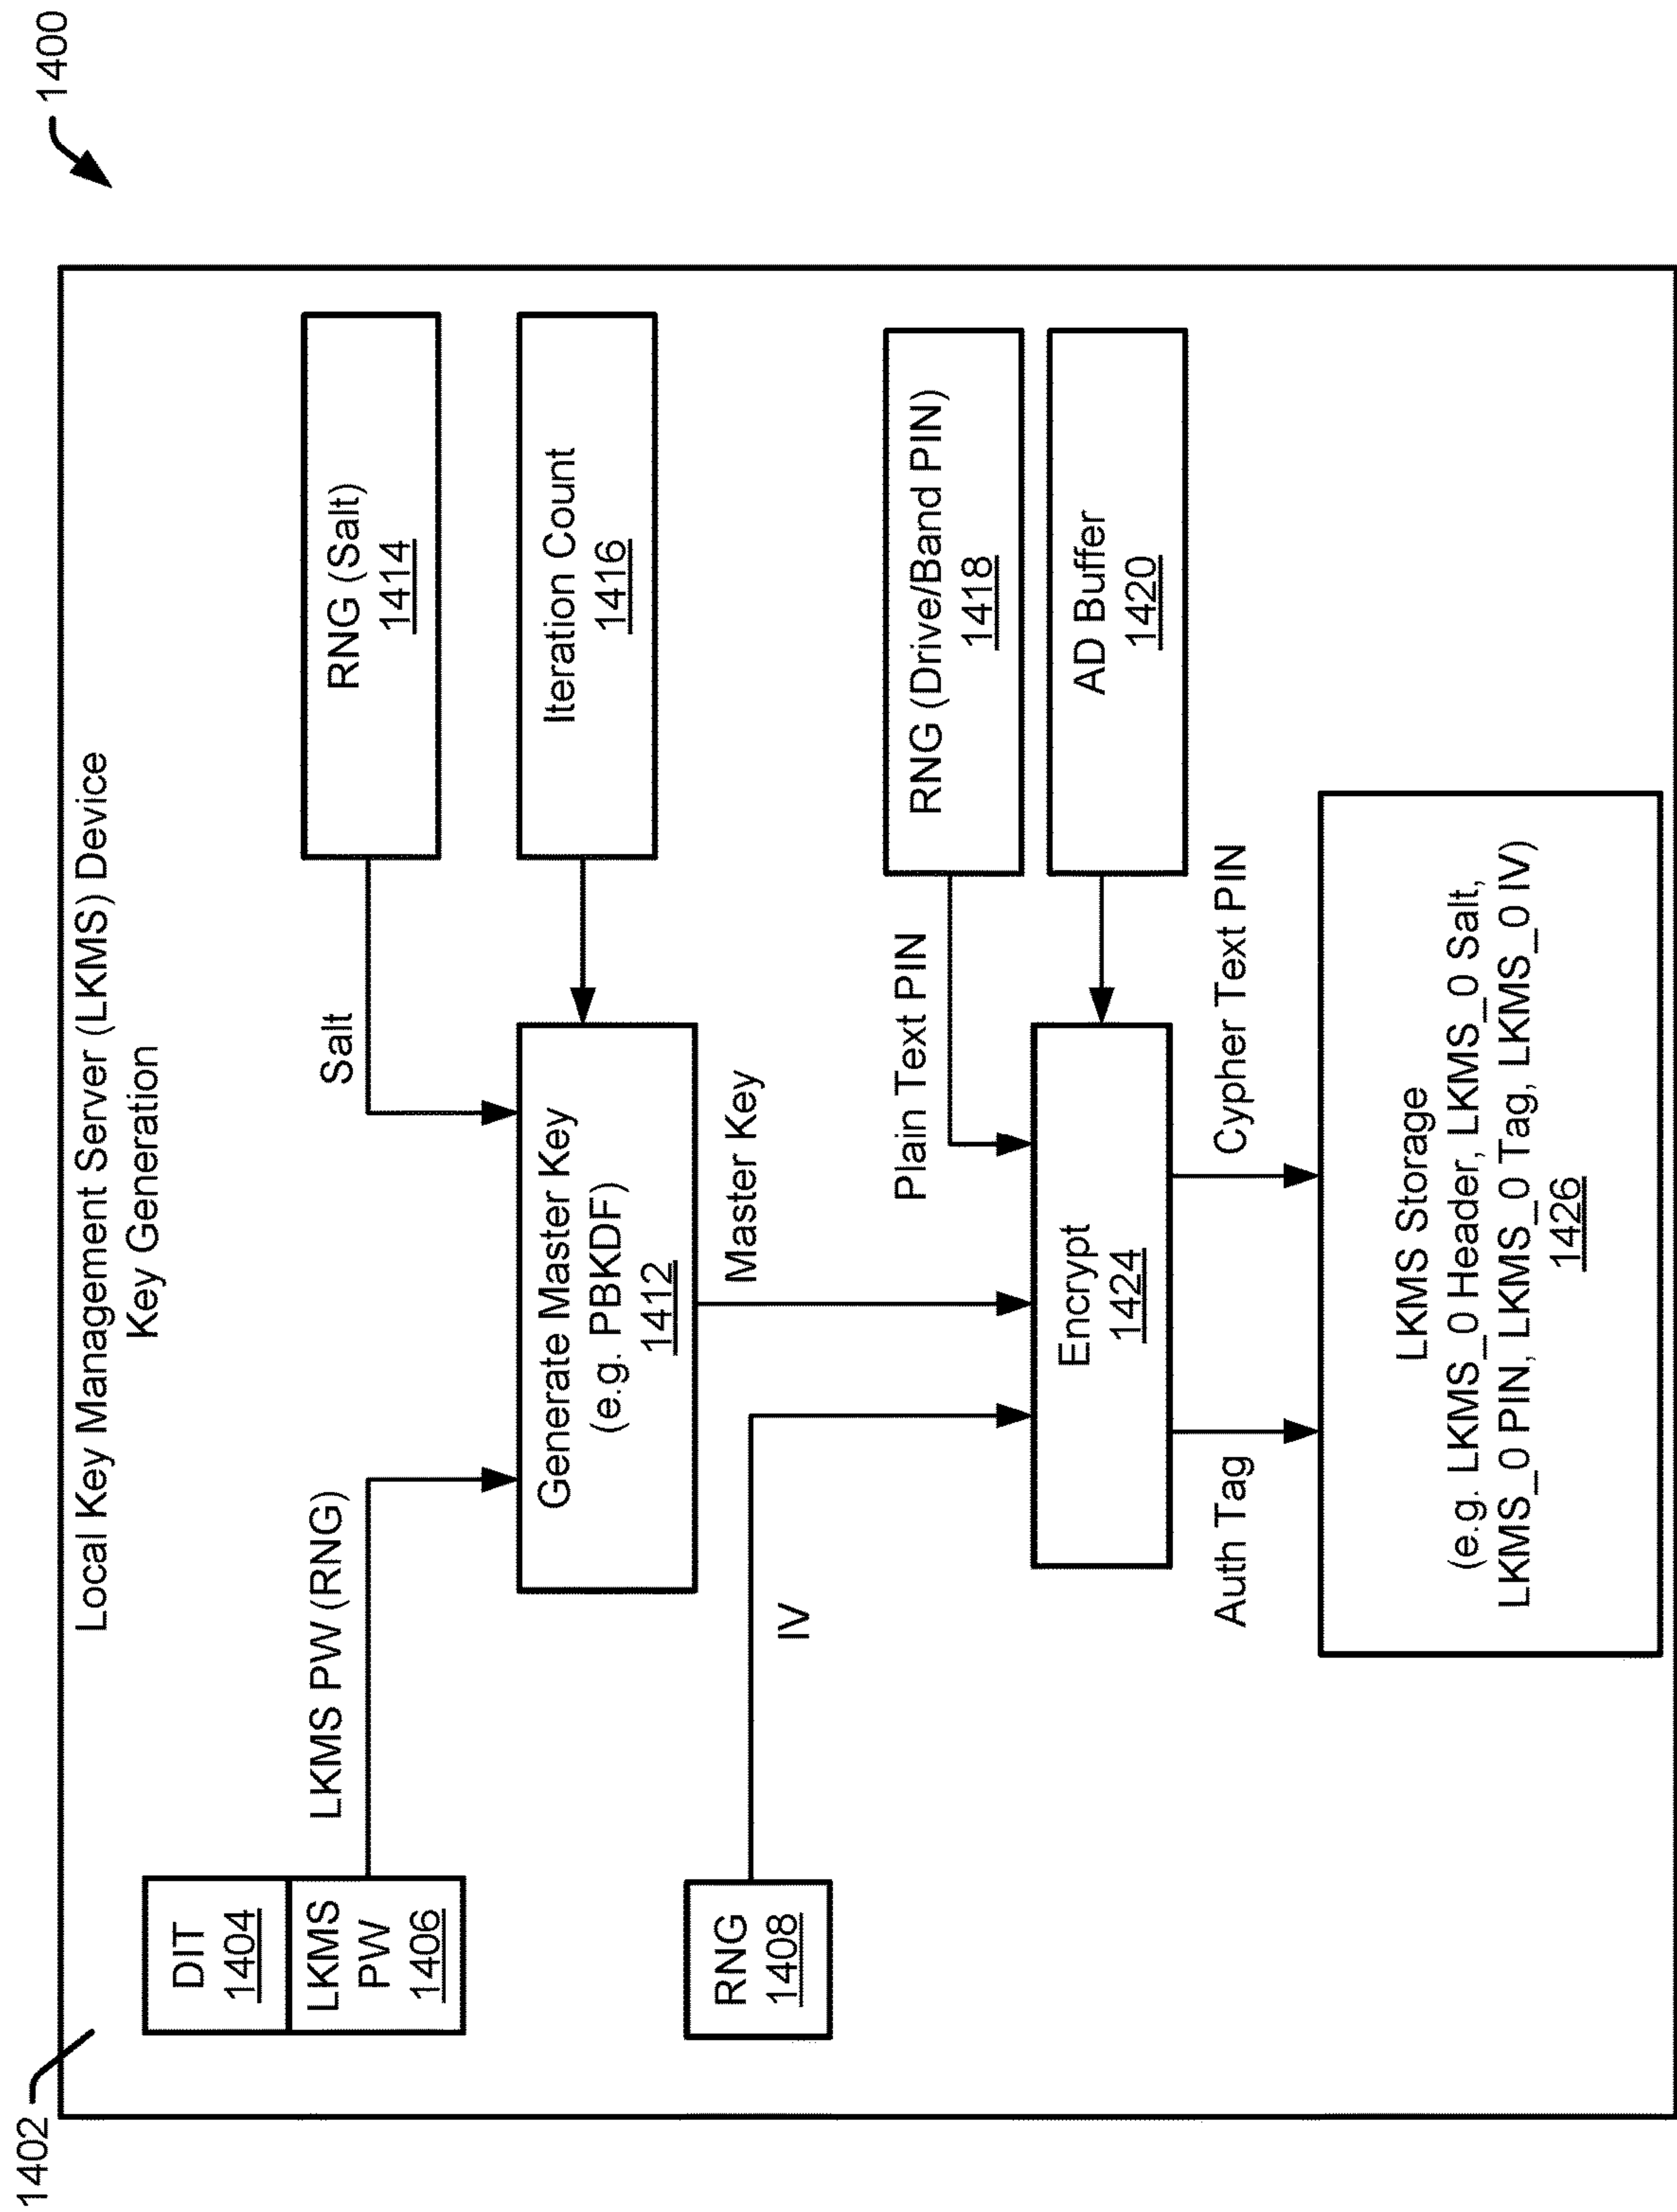 1400
1402
Local Key Management Server (LKMS) Device
Key Generation
DIT
1404
LKMS
PW
1406
LKMS PW (RNG)
Salt
RNG (Salt)
1414
Generate Master Key
(e.g. PBKDF)
1412
Iteration Count
1416
Master Key
RNG
1408
IV
Plain Text PIN
RNG (Drive/Band PIN)
1418
AD Buffer
1420
Encrypt
1424
Auth Tag
Cypher Text PIN
LKMS Storage
(e.g. LKMS_0 Header, LKMS_0 Salt,
LKMS_0 PIN, LKMS_0 Tag, LKMS_0 IV)
1426